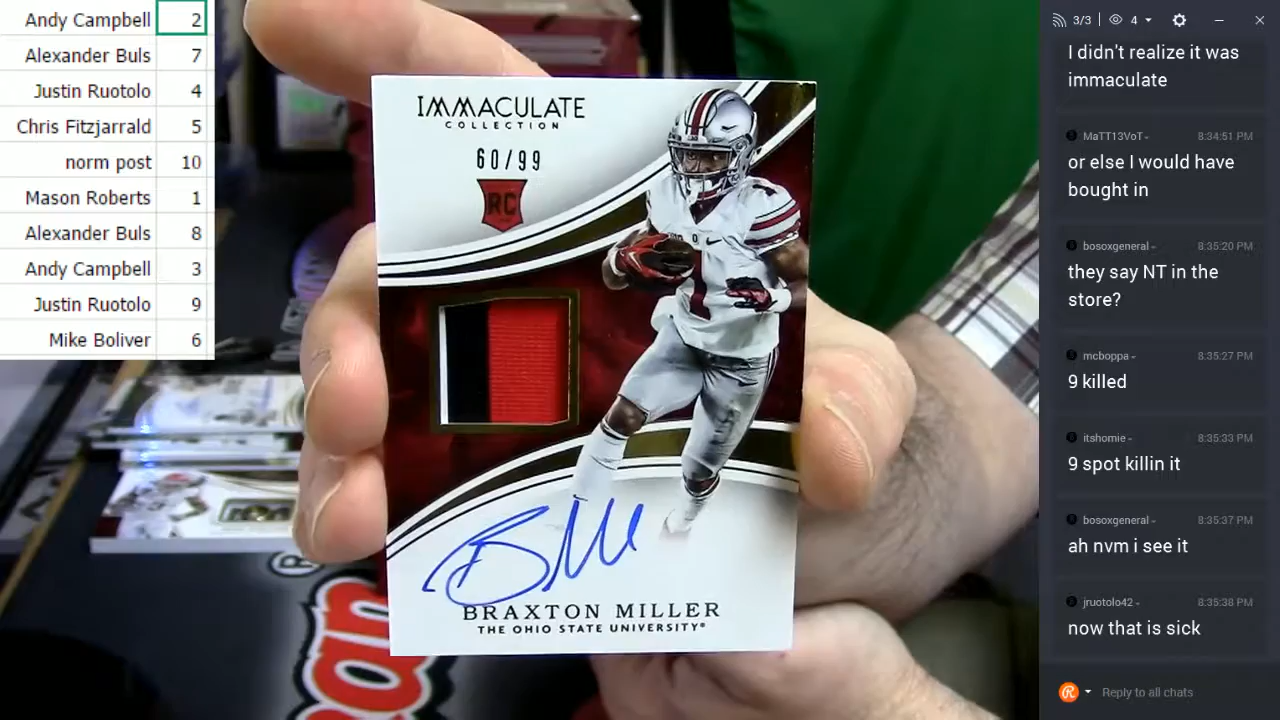 Andy Campbell 2
Alexander Buls 7
Justin Ruotolo 4
Chris Fitzjarrald 5
norm post 10
Mason Roberts 1
Alexander Buls 8
Andy Campbell 3
Justin Ruotolo 9
Mike Boliver 6
IMMACULATE
COLLECTION
60/99
RC
1
BRAXTON MILLER
THE OHIO STATE UNIVERSITY®
3/3 4
I didn't realize it was
immaculate
MaTT13VoT 8:34:51 PM
or else I would have
bought in
bosoxgeneral 8:35:20 PM
they say NT in the
store?
mcboppa 8:35:27 PM
9 killed
itshomie 8:35:33 PM
9 spot killin it
bosoxgeneral 8:35:37 PM
ah nvm i see it
jruotolo42 8:35:38 PM
now that is sick
Reply to all chats